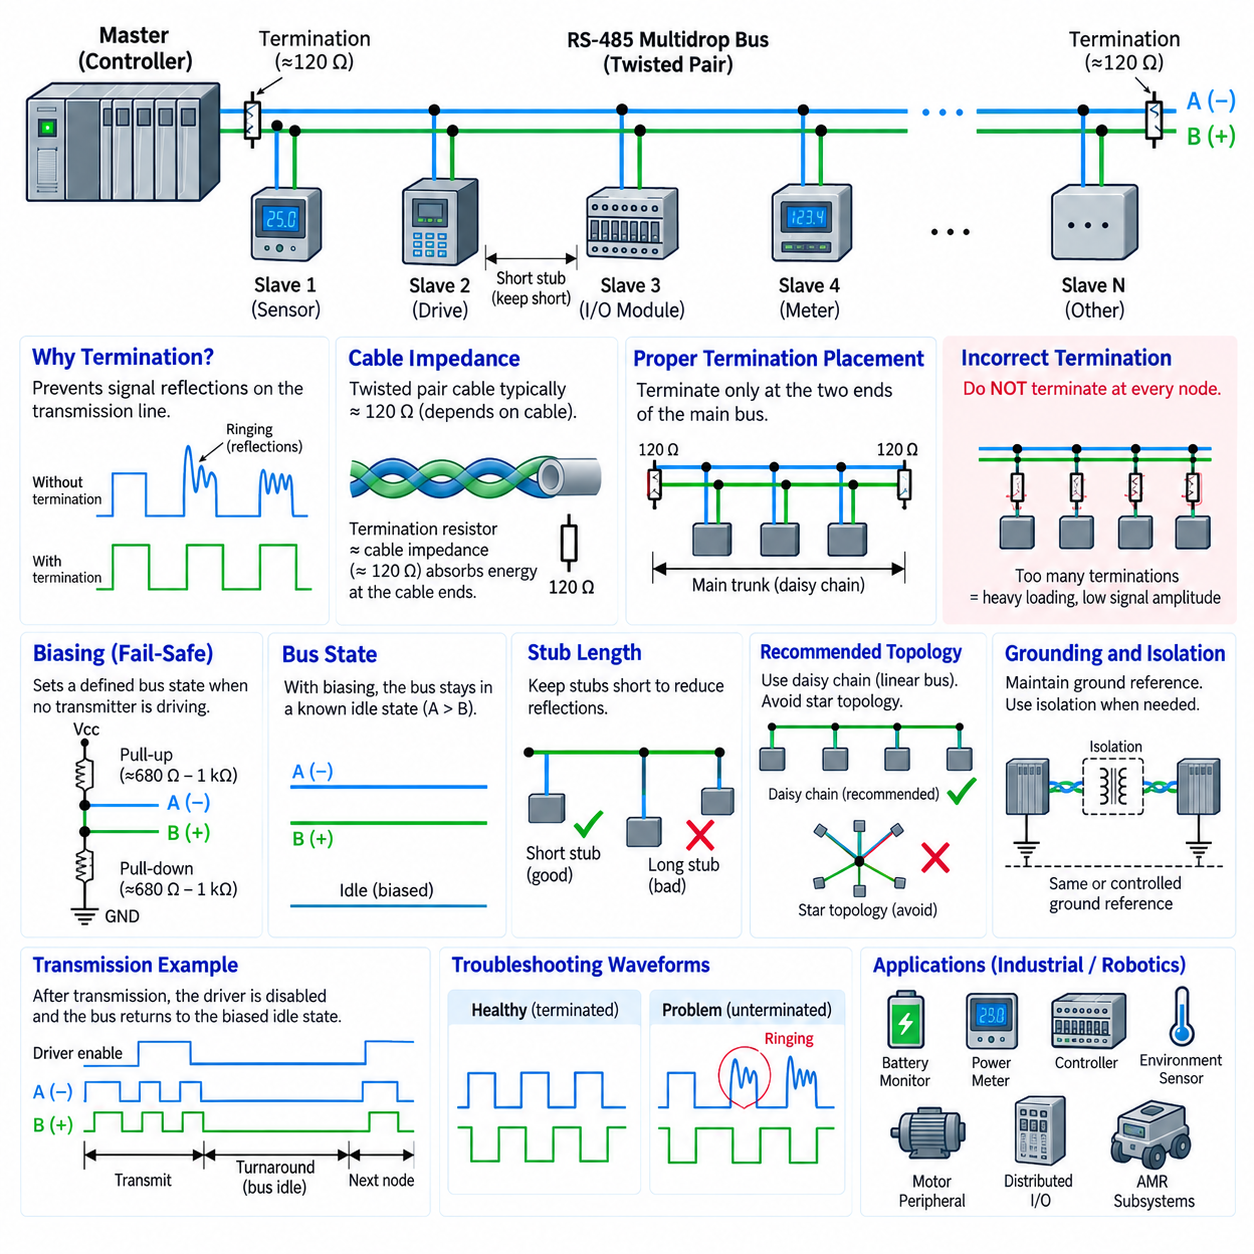 Master
(Controller)
Termination
(≈120 Ω)
RS-485 Multidrop Bus
(Twisted Pair)
Termination
(≈120 Ω)
A (−)
B (+)
25.0
123.4
Slave 1
(Sensor)
Slave 2
(Drive)
Short stub
(keep short)
Slave 3
(I/O Module)
Slave 4
(Meter)
Slave N
(Other)
Why Termination?
Prevents signal reflections on the
transmission line.
Ringing
(reflections)
Without
termination
With
termination
Cable Impedance
Twisted pair cable typically
≈ 120 Ω (depends on cable).
Termination resistor
≈ cable impedance
(≈ 120 Ω) absorbs energy
at the cable ends.
120 Ω
Proper Termination Placement
Terminate only at the two ends
of the main bus.
120 Ω
120 Ω
Main trunk (daisy chain)
Incorrect Termination
Do NOT terminate at every node.
Too many terminations
= heavy loading, low signal amplitude
Biasing (Fail-Safe)
Sets a defined bus state when
no transmitter is driving.
Vcc
Pull-up
(≈680 Ω – 1 kΩ)
A (−)
B (+)
Pull-down
(≈680 Ω – 1 kΩ)
GND
Bus State
With biasing, the bus stays in
a known idle state (A > B).
A (−)
B (+)
Idle (biased)
Stub Length
Keep stubs short to reduce
reflections.
Short stub
(good)
Long stub
(bad)
Recommended Topology
Use daisy chain (linear bus).
Avoid star topology.
Daisy chain (recommended)
Star topology (avoid)
Grounding and Isolation
Maintain ground reference.
Use isolation when needed.
Isolation
Same or controlled
ground reference
Transmission Example
After transmission, the driver is disabled
and the bus returns to the biased idle state.
Driver enable
A (−)
B (+)
Transmit
Turnaround
(bus idle)
Next node
Troubleshooting Waveforms
Healthy (terminated)
Problem (unterminated)
Ringing
Applications (Industrial / Robotics)
Battery
Monitor
Power
Meter
Controller
Environment
Sensor
Motor
Peripheral
Distributed
I/O
AMR
Subsystems